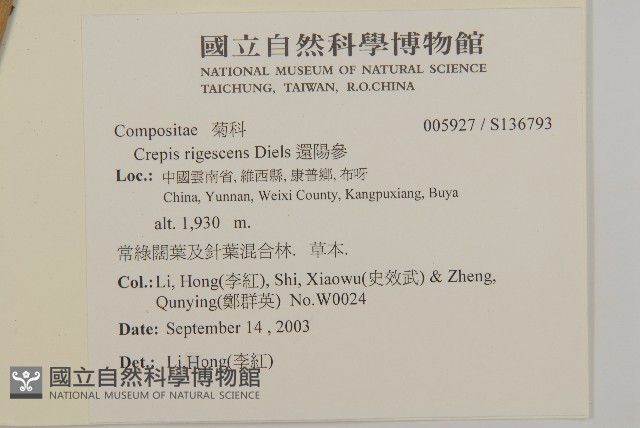 國立自然科學博物館
NATIONAL MUSEUM OF NATURAL SCIENCE
TAICHUNG, TAIWAN, R.O.CHINA
Compositae 菊科 005927 / S136793
Crepis rigescens Diels 還陽參
Loc.: 中國雲南省, 維西縣, 康普鄉, 布呀
China, Yunnan, Weixi County, Kangpuxiang, Buya
alt. 1,930 m.
常綠闊葉及針葉混合林. 草本.
Col.: Li, Hong(李紅), Shi, Xiaowu(史效武) & Zheng,
Qunying(鄭群英) No.W0024
Date: September 14 , 2003
Det.: Li,Hong(李紅)
國立自然科學博物館
NATIONAL MUSEUM OF NATURAL SCIENCE